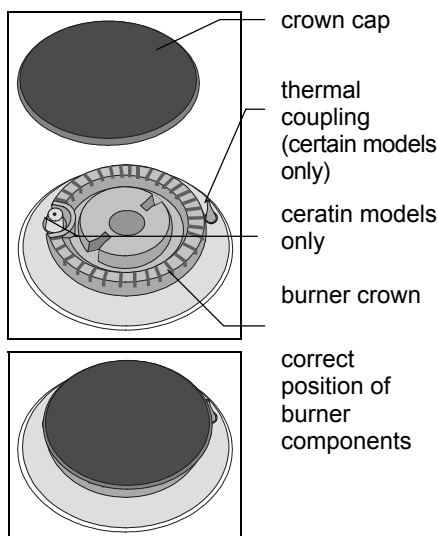 crown cap
thermal
coupling
(certain models
only)
ceratin models
only
burner crown
correct
position of
burner
components